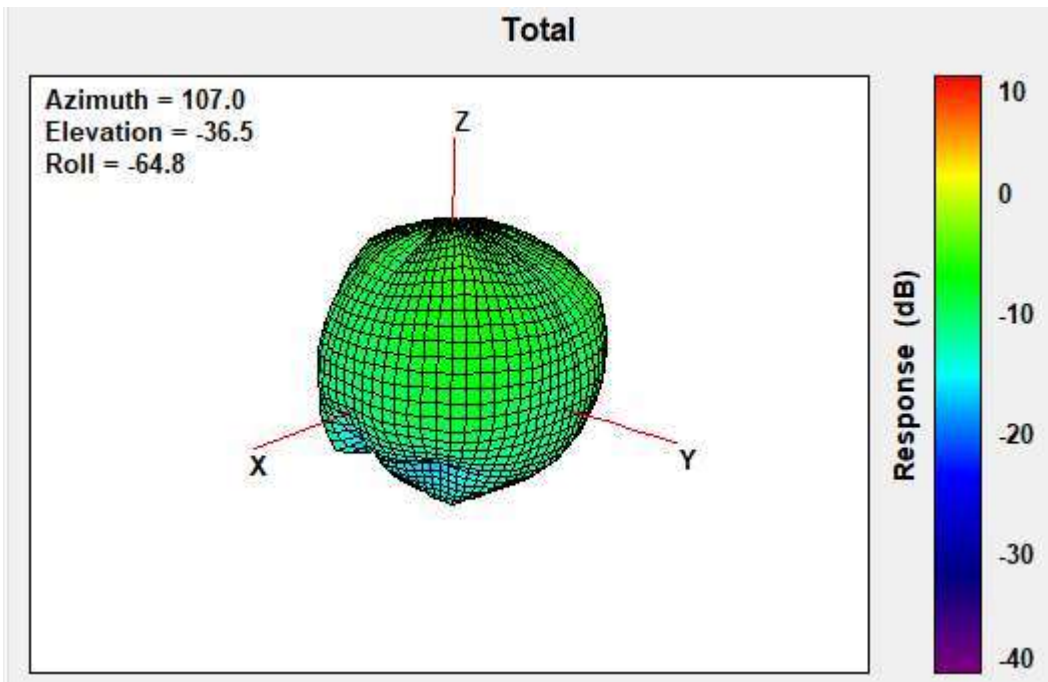 Total
Azimuth = 107.0
Elevation = -36.5
Roll = -64.8
Z
X
Y
10
0
-10
-20
-30
-40
Response (dB)